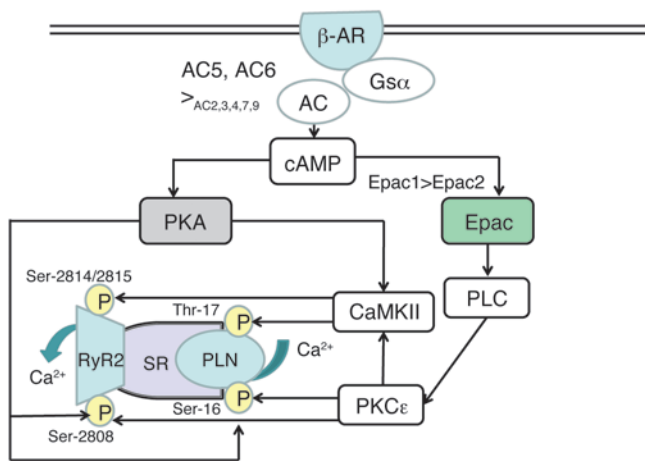 β-AR
AC5, AC6
>AC2,3,4,7,9
Gsα
AC
cAMP
Epac1>Epac2
PKA
Epac
Ser-2814/2815
P
Thr-17
P
CaMKII
PLC
RyR2
SR
PLN
Ca²⁺
Ca²⁺
Ser-16
P
PKCε
P
Ser-2808